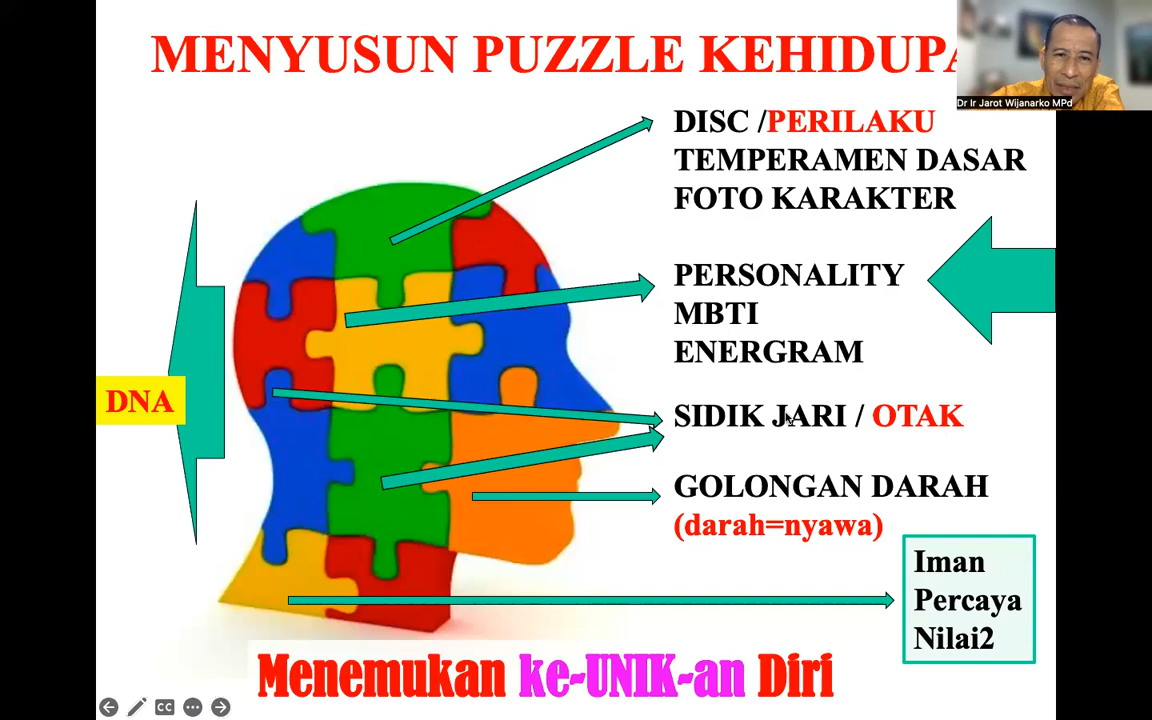 MENYUSUN PUZZLE KEHIDUPA
Dr Ir Jarot Wijanarko MPd
DISC /PERILAKU
TEMPERAMEN DASAR
FOTO KARAKTER
PERSONALITY
MBTI
ENERGRAM
DNA
SIDIK JARI / OTAK
GOLONGAN DARAH
(darah=nyawa)
Iman
Percaya
Nilai2
Menemukan ke-UNIK-an Diri
CC